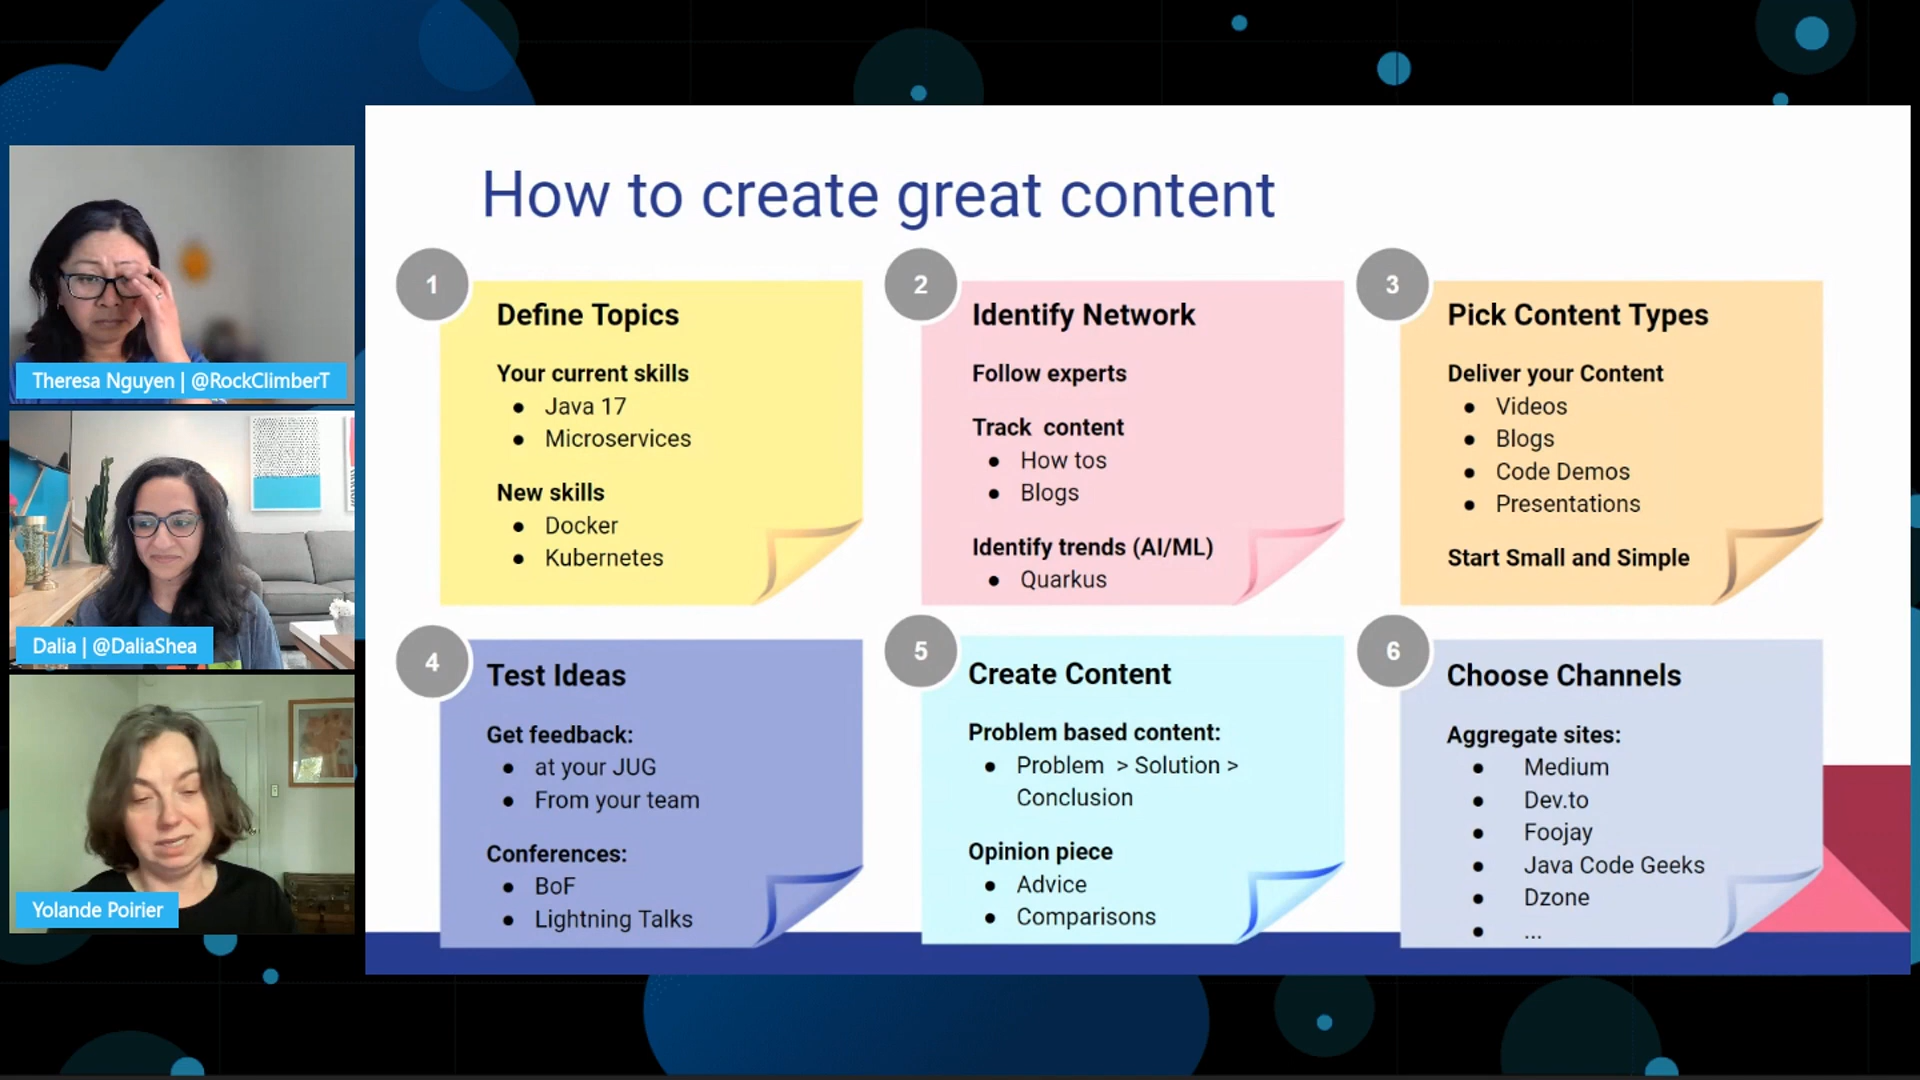 How to create great content
1
Define Topics
Your current skills
● Java 17
● Microservices
New skills
● Docker
● Kubernetes
2
Identify Network
Follow experts
Track content
● How tos
● Blogs
Identify trends (AI/ML)
● Quarkus
3
Pick Content Types
Deliver your Content
● Videos
● Blogs
● Code Demos
● Presentations
Start Small and Simple
4
Test Ideas
Get feedback:
● at your JUG
● From your team
Conferences:
● BoF
● Lightning Talks
5
Create Content
Problem based content:
● Problem > Solution >
Conclusion
Opinion piece
● Advice
● Comparisons
6
Choose Channels
Aggregate sites:
● Medium
● Dev.to
● Foojay
● Java Code Geeks
● Dzone
● ...
Theresa Nguyen | @RockClimberT
Dalia | @DaliaShea
Yolande Poirier